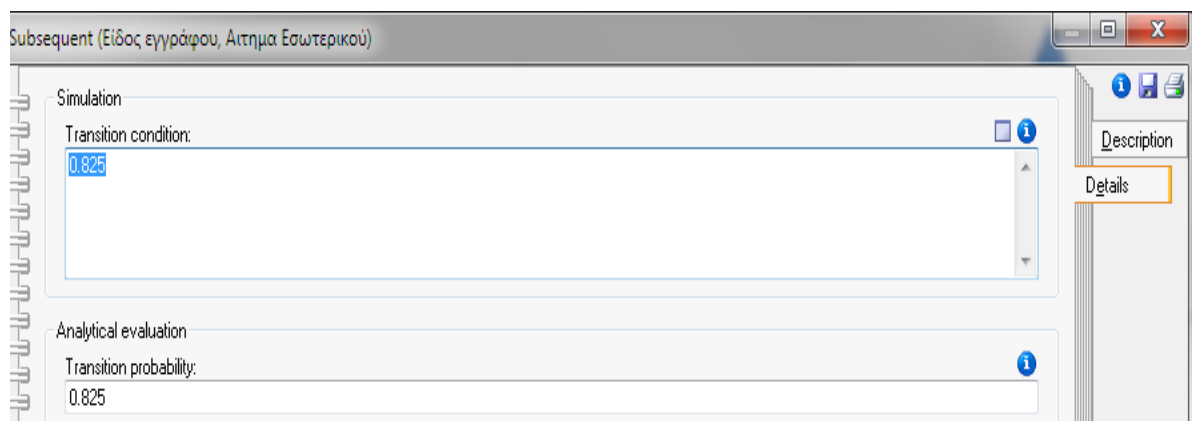 Subsequent (Είδος εγγράφου, Αιτημα Εσωτερικού)
Simulation
Transition condition:
0.825
Description
Details
Analytical evaluation
Transition probability:
0.825